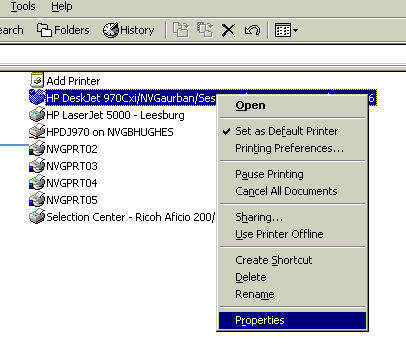 Tools Help
earch Folders History
Add Printer
HP DeskJet 970Cxi/NVGaurban/Ses 6
HP LaserJet 5000 - Leesburg
HPDJ970 on NVGBHUGHES
NVGPRT02
NVGPRT03
NVGPRT04
NVGPRT05
Selection Center - Ricoh Aficio 200/
Open
Set as Default Printer
Printing Preferences...
Pause Printing
Cancel All Documents
Sharing...
Use Printer Offline
Create Shortcut
Delete
Rename
Properties